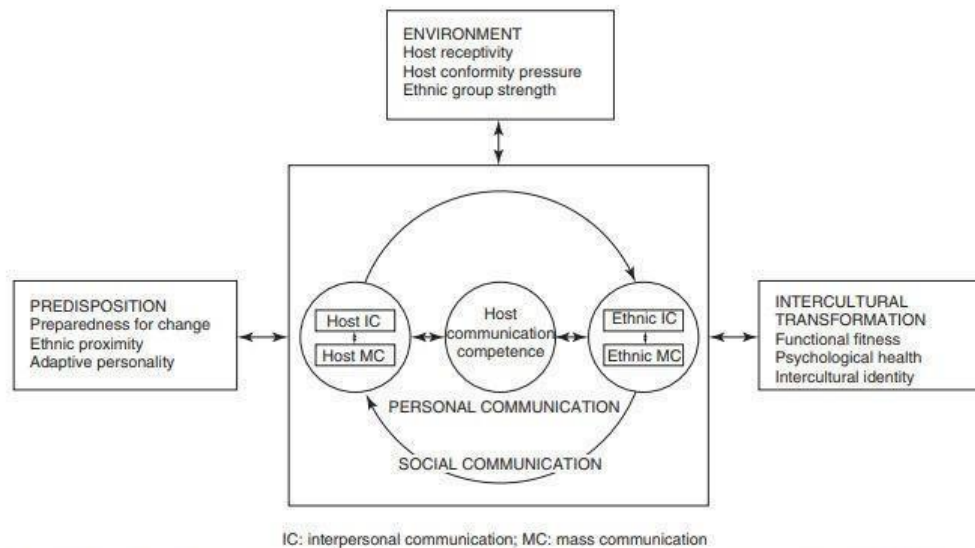 ENVIRONMENT
Host receptivity
Host conformity pressure
Ethnic group strength
PREDISPOSITION
Preparedness for change
Ethnic proximity
Adaptive personality
Host IC
Host MC
Host
communication
competence
Ethnic IC
Ethnic MC
PERSONAL COMMUNICATION
SOCIAL COMMUNICATION
INTERCULTURAL
TRANSFORMATION
Functional fitness
Psychological health
Intercultural identity
IC: interpersonal communication; MC: mass communication